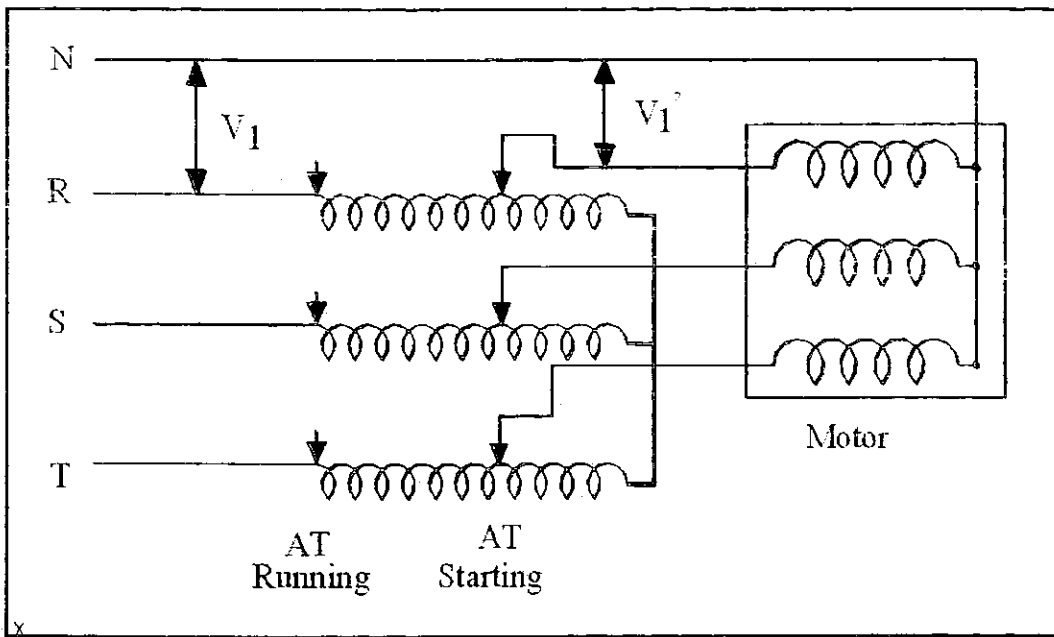 N
V1
V1'
R
S
T
Motor
AT
Running
AT
Starting
x